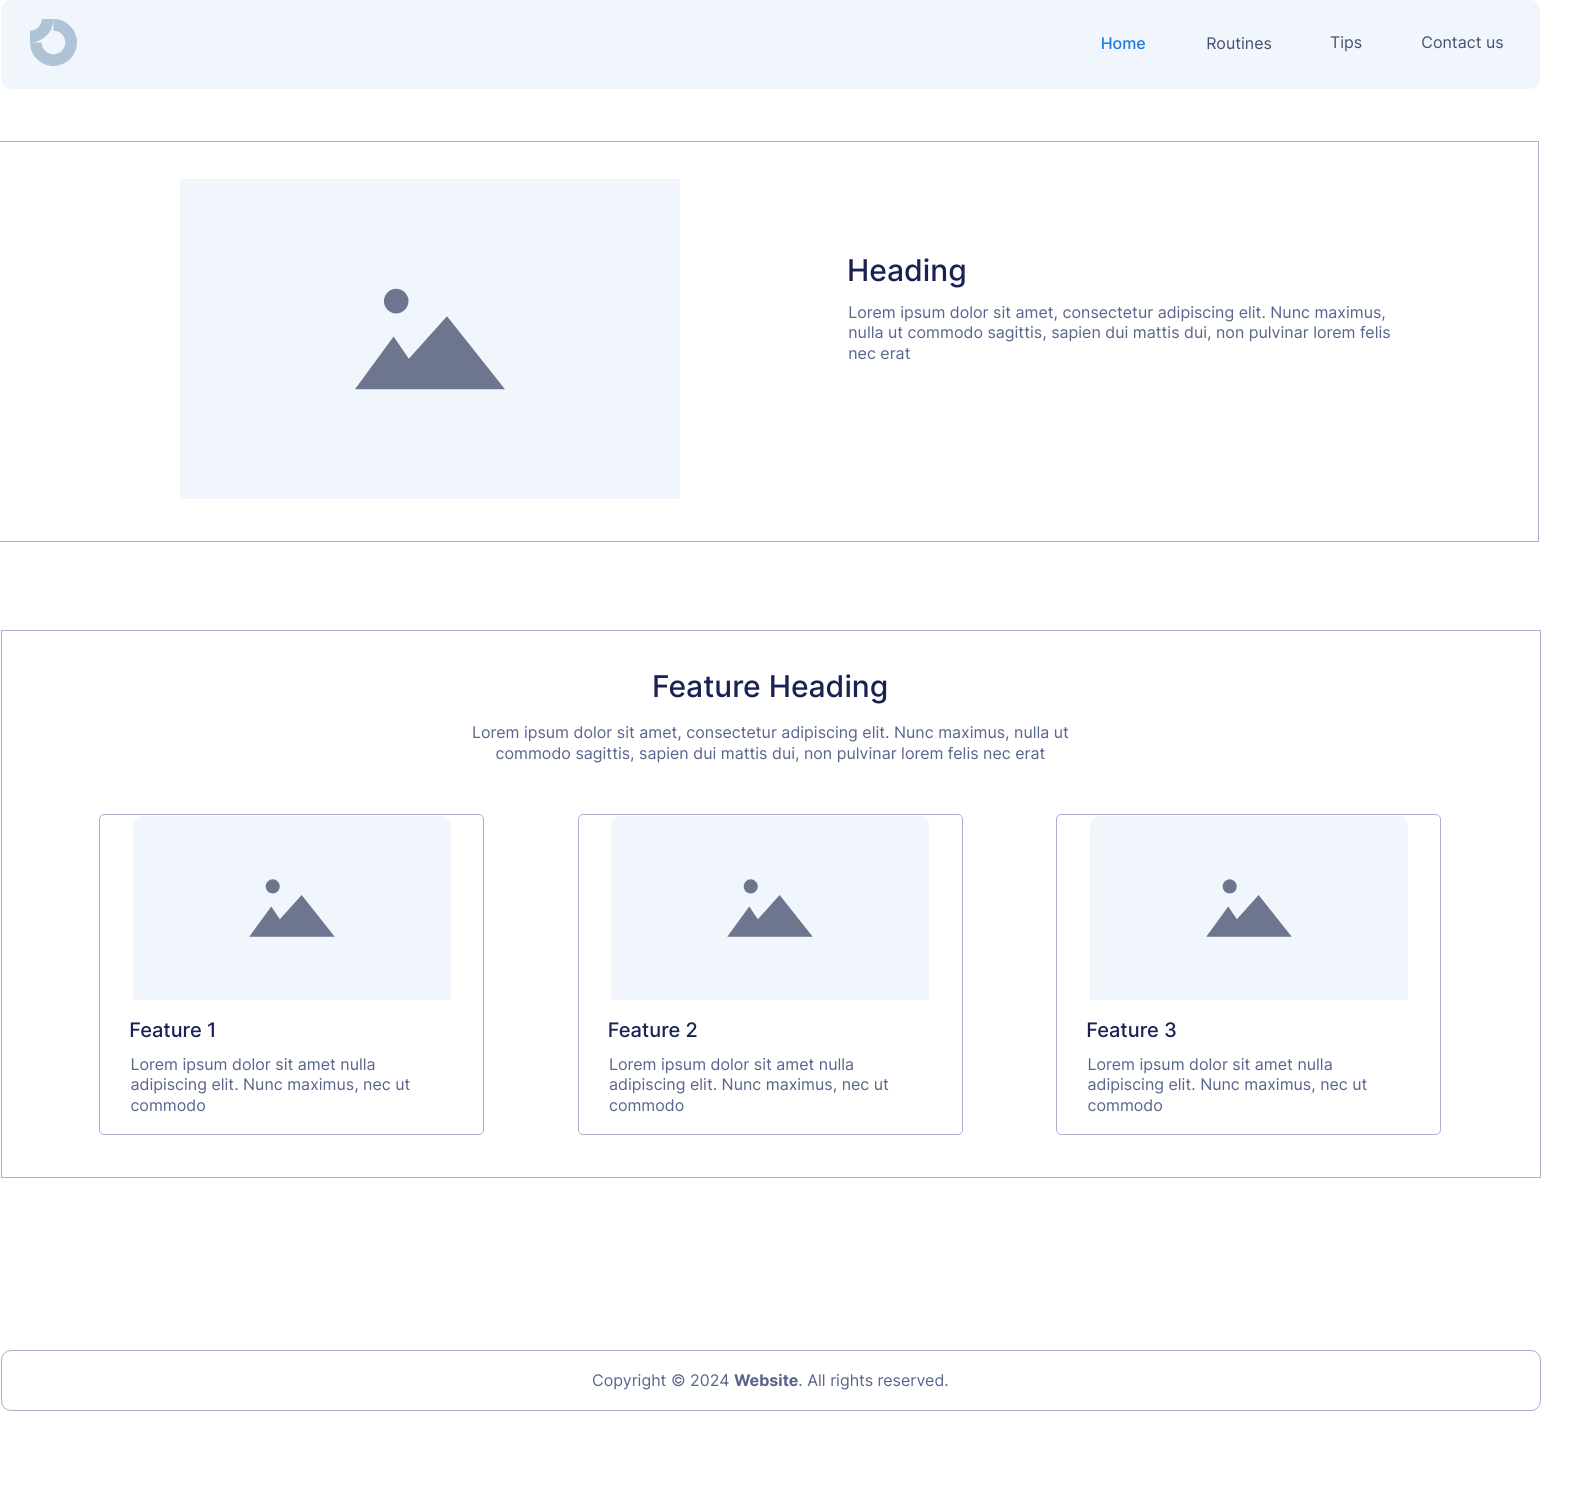 Home Routines Tips Contact us
Heading
Lorem ipsum dolor sit amet, consectetur adipiscing elit. Nunc maximus,
nulla ut commodo sagittis, sapien dui mattis dui, non pulvinar lorem felis
nec erat
Feature Heading
Lorem ipsum dolor sit amet, consectetur adipiscing elit. Nunc maximus, nulla ut
commodo sagittis, sapien dui mattis dui, non pulvinar lorem felis nec erat
Feature 1
Lorem ipsum dolor sit amet nulla
adipiscing elit. Nunc maximus, nec ut
commodo
Feature 2
Lorem ipsum dolor sit amet nulla
adipiscing elit. Nunc maximus, nec ut
commodo
Feature 3
Lorem ipsum dolor sit amet nulla
adipiscing elit. Nunc maximus, nec ut
commodo
Copyright © 2024 Website. All rights reserved.